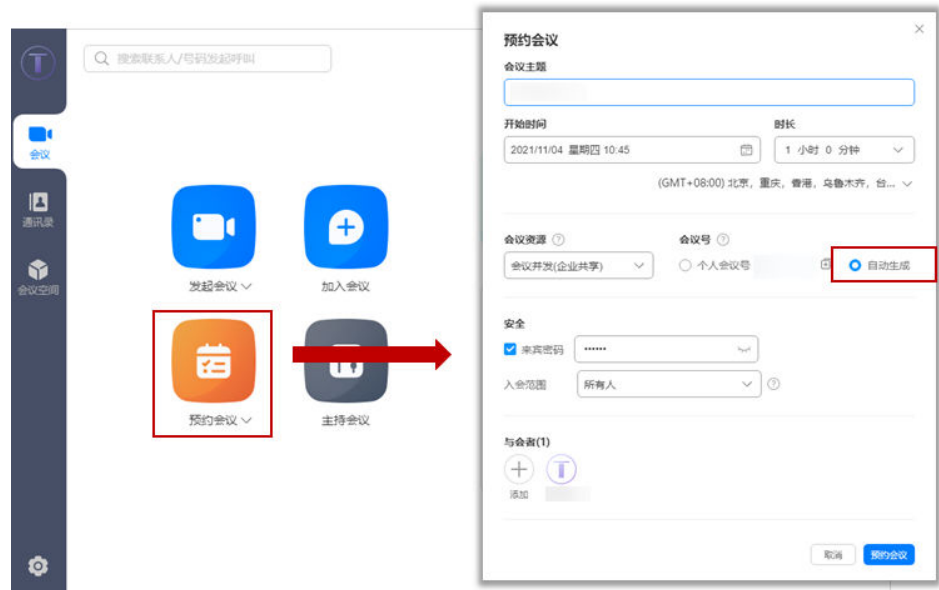 搜索联系人/号码发起呼叫
会议
通讯录
会议空间
发起会议
加入会议
预约会议
主持会议
预约会议
会议主题
开始时间
时长
2021/11/04 星期四 10:45
1 小时 0 分钟
(GMT+08:00) 北京，重庆，香港，乌鲁木齐，台...
会议资源
会议号
会议并发(企业共享)
个人会议号
自动生成
安全
来宾密码
••••••
入会范围
所有人
与会者(1)
添加
取消
预约会议